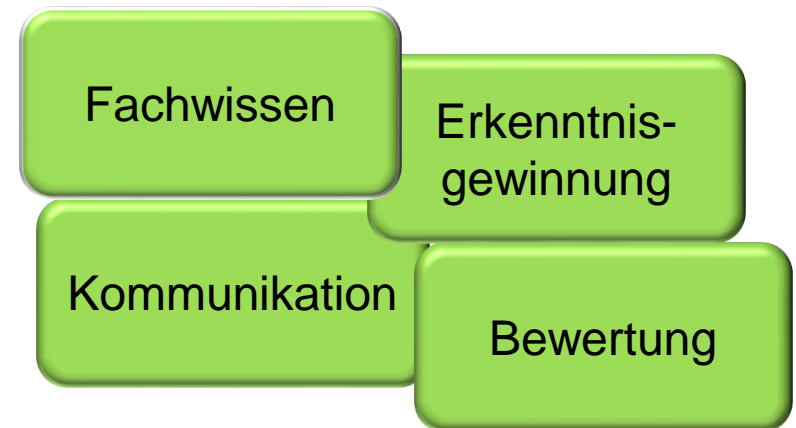 Fachwissen
Erkenntnis-
gewinnung
Kommunikation
Bewertung